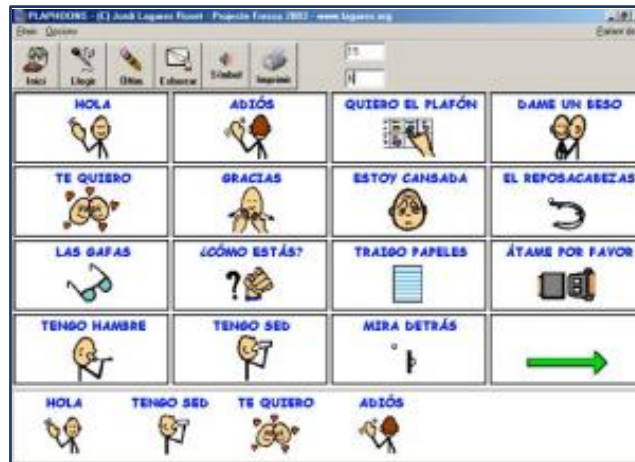 PLAPHOONS - (C) Jordi Lagares Roset - Projecte Fressa 2003 - www.lagares.org
Inici Llegir Esborrar Símbol Imprimir
15
HOLA ADIÓS QUIERO EL PLAFÓN DAME UN BESO
TE QUIERO GRACIAS ESTOY CANSADA EL REPOSACABEZAS
LAS GAFAS ¿CÓMO ESTÁS? TRAIGO PAPELES ÁTAME POR FAVOR
TENGO HAMBRE TENGO SED MIRA DETRÁS
HOLA TENGO SED TE QUIERO ADIÓS